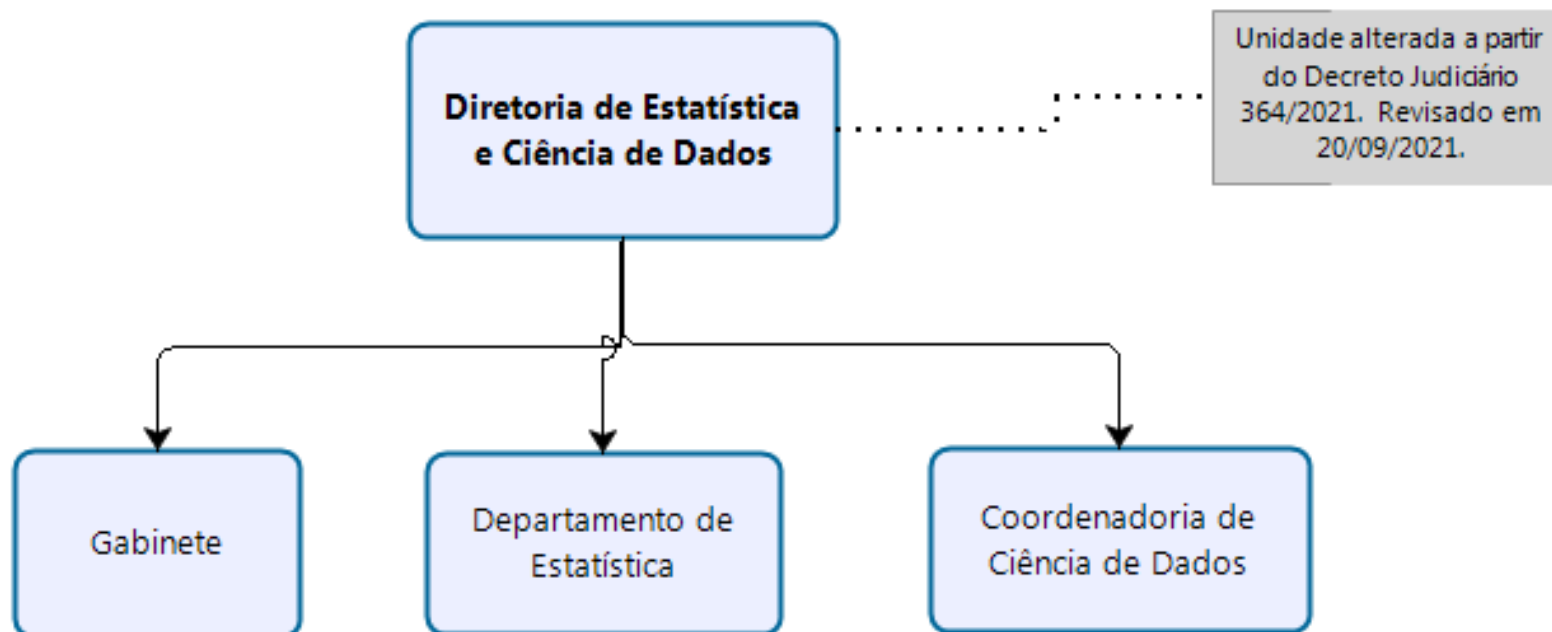 Diretoria de Estatística
e Ciência de Dados
Unidade alterada a partir
do Decreto Judiciário
364/2021. Revisado em
20/09/2021.
Gabinete
Departamento de
Estatística
Coordenadoria de
Ciência de Dados